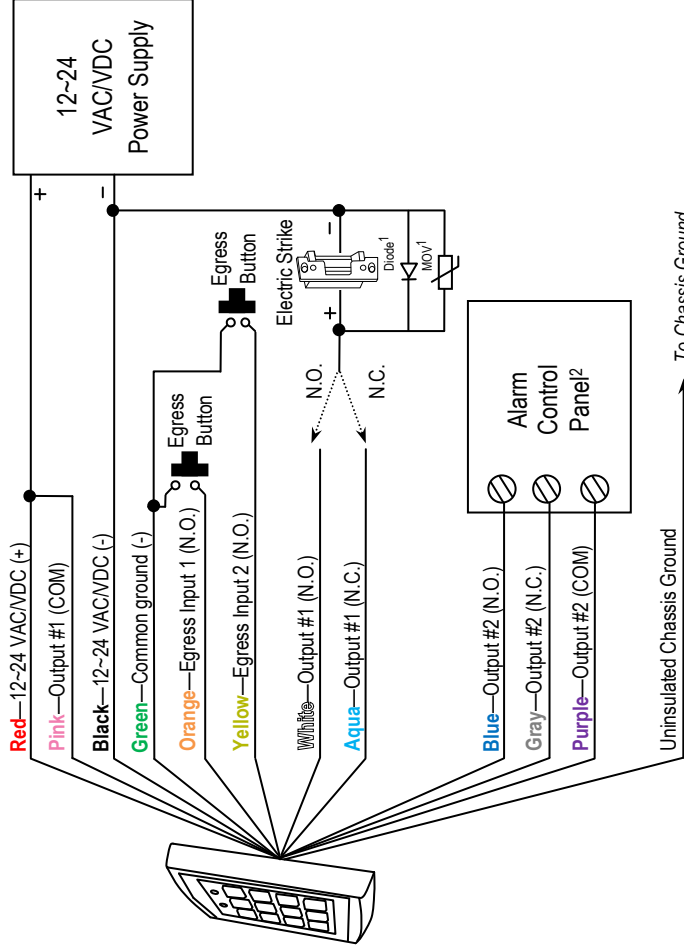 12~24
VAC/VDC
Power Supply
+
–
Red—12~24 VAC/VDC (+)
Pink—Output #1 (COM)
Black—12~24 VAC/VDC (-)
Green—Common ground (-)
Orange—Egress Input 1 (N.O.)
Egress
Button
Yellow—Egress Input 2 (N.O.)
Egress
Button
White—Output #1 (N.O.)
Aqua—Output #1 (N.C.)
N.O.
N.C.
Electric Strike
+
–
Diode¹
MOV¹
Blue—Output #2 (N.O.)
Gray—Output #2 (N.C.)
Purple—Output #2 (COM)
Alarm
Control
Panel²
Uninsulated Chassis Ground
To Chassis Ground